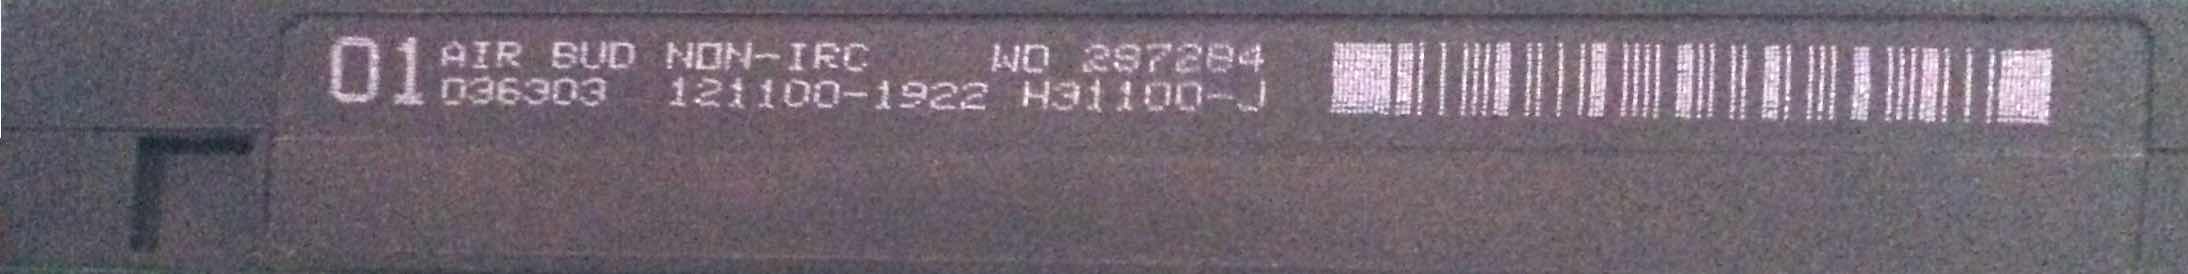 01 AIR BUD NON-IRC WO 287284
036303 121100-1922 H31100-J